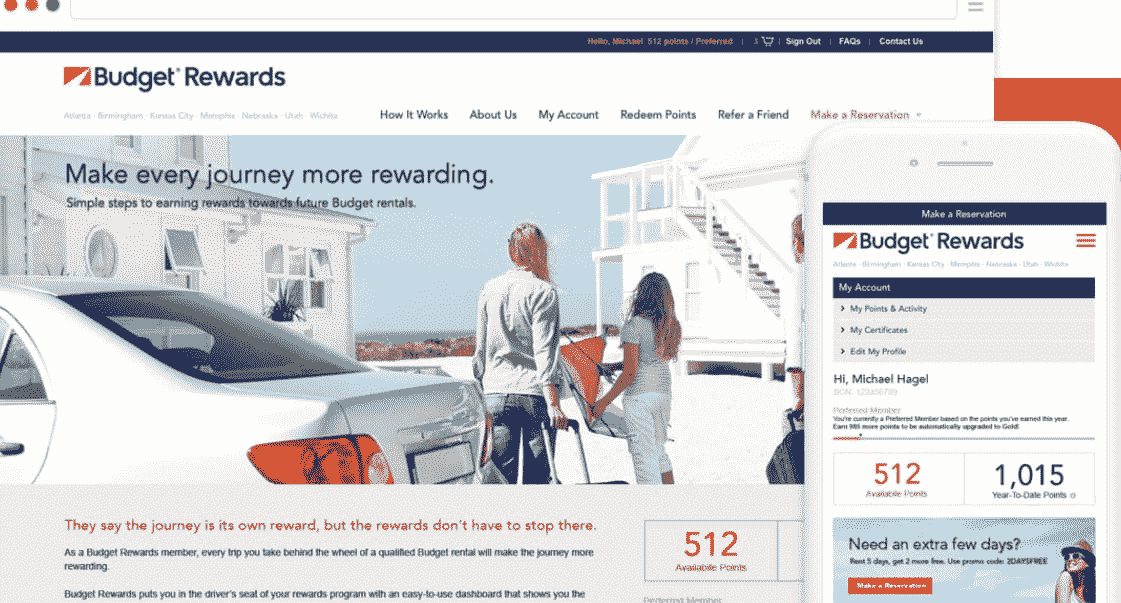 Hello, Michael 512 points / Preferred | 3 | Sign Out | FAQs | Contact Us
Budget® Rewards
Atlanta · Birmingham · Kansas City · Memphis · Nebraska · Utah · Wichita
How It Works About Us My Account Redeem Points Refer a Friend Make a Reservation
Make every journey more rewarding.
Simple steps to earning rewards towards future Budget rentals.
They say the journey is its own reward, but the rewards don't have to stop there.
As a Budget Rewards member, every trip you take behind the wheel of a qualified Budget rental will make the journey more
rewarding.
Budget Rewards puts you in the driver's seat of your rewards program with an easy-to-use dashboard that shows you the
512
Available Points
Preferred Member
Make a Reservation
Budget® Rewards
Atlanta · Birmingham · Kansas City · Memphis · Nebraska · Utah · Wichita
My Account
My Points & Activity
My Certificates
Edit My Profile
Hi, Michael Hagel
BCN: 123456789
Preferred Member
You're currently a Preferred Member based on the points you've earned this year.
Earn 985 more points to be automatically upgraded to Gold!
512
Available Points
1,015
Year-To-Date Points
Need an extra few days?
Rent 5 days, get 2 more free. Use promo code: 2DAYSFREE
Make a Reservation